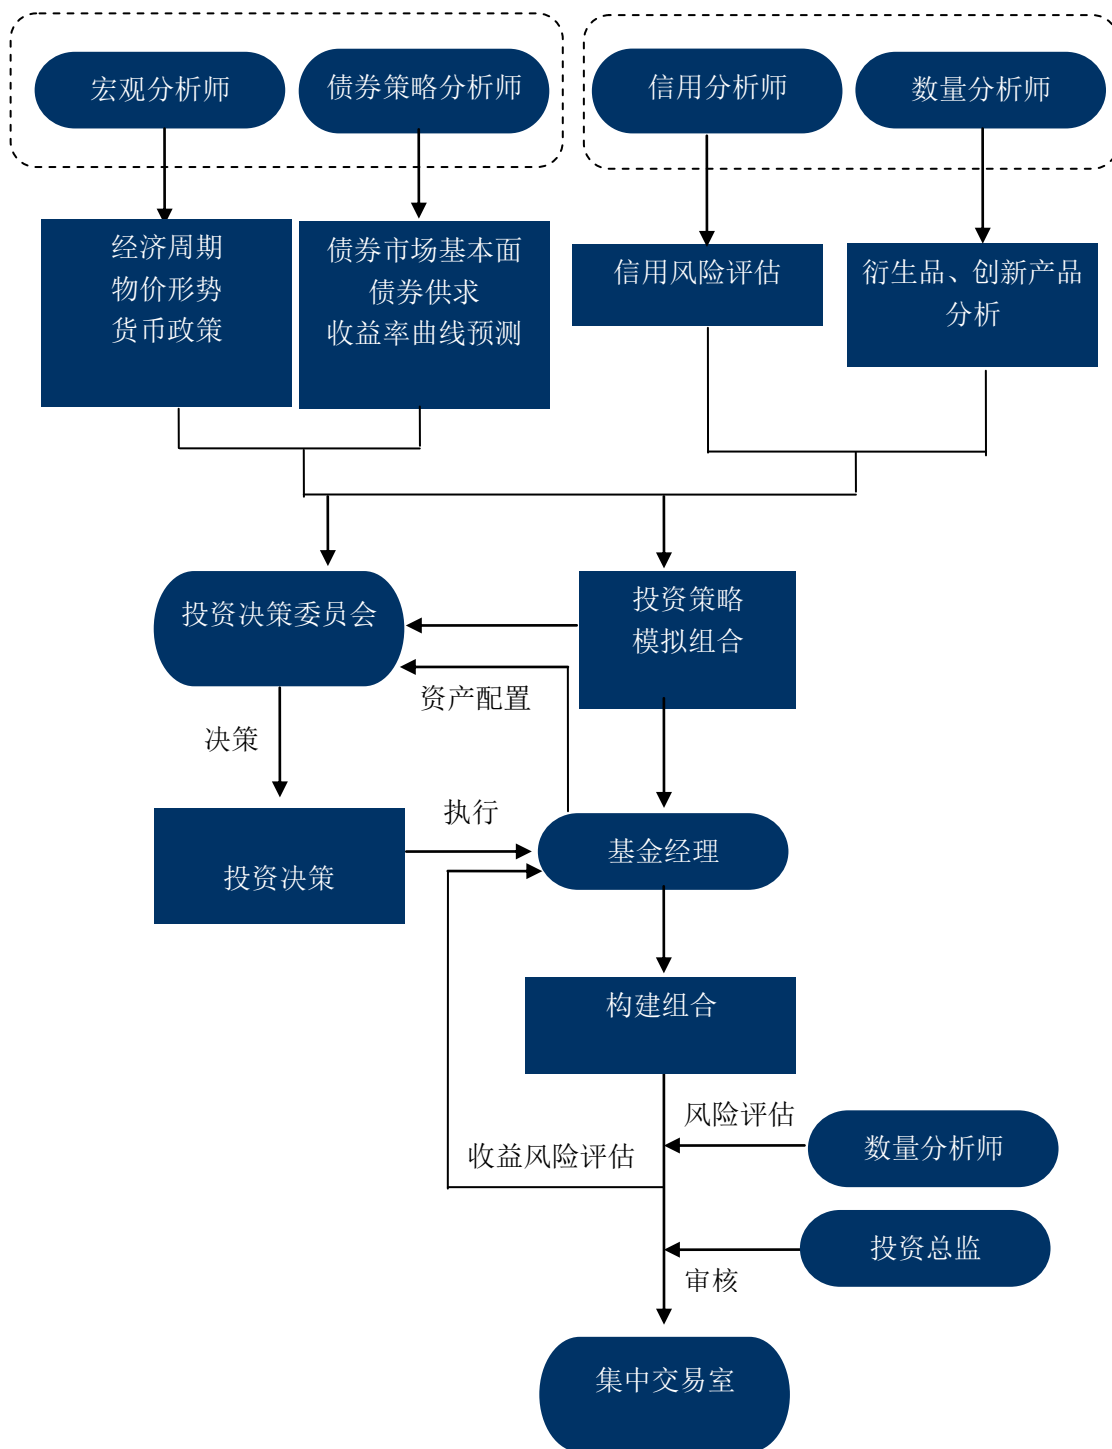 宏观分析师
债券策略分析师
信用分析师
数量分析师
经济周期
物价形势
货币政策
债券市场基本面
债券供求
收益率曲线预测
信用风险评估
衍生品、创新产品
分析
投资决策委员会
投资策略
模拟组合
资产配置
决策
执行
投资决策
基金经理
构建组合
风险评估
数量分析师
收益风险评估
投资总监
审核
集中交易室